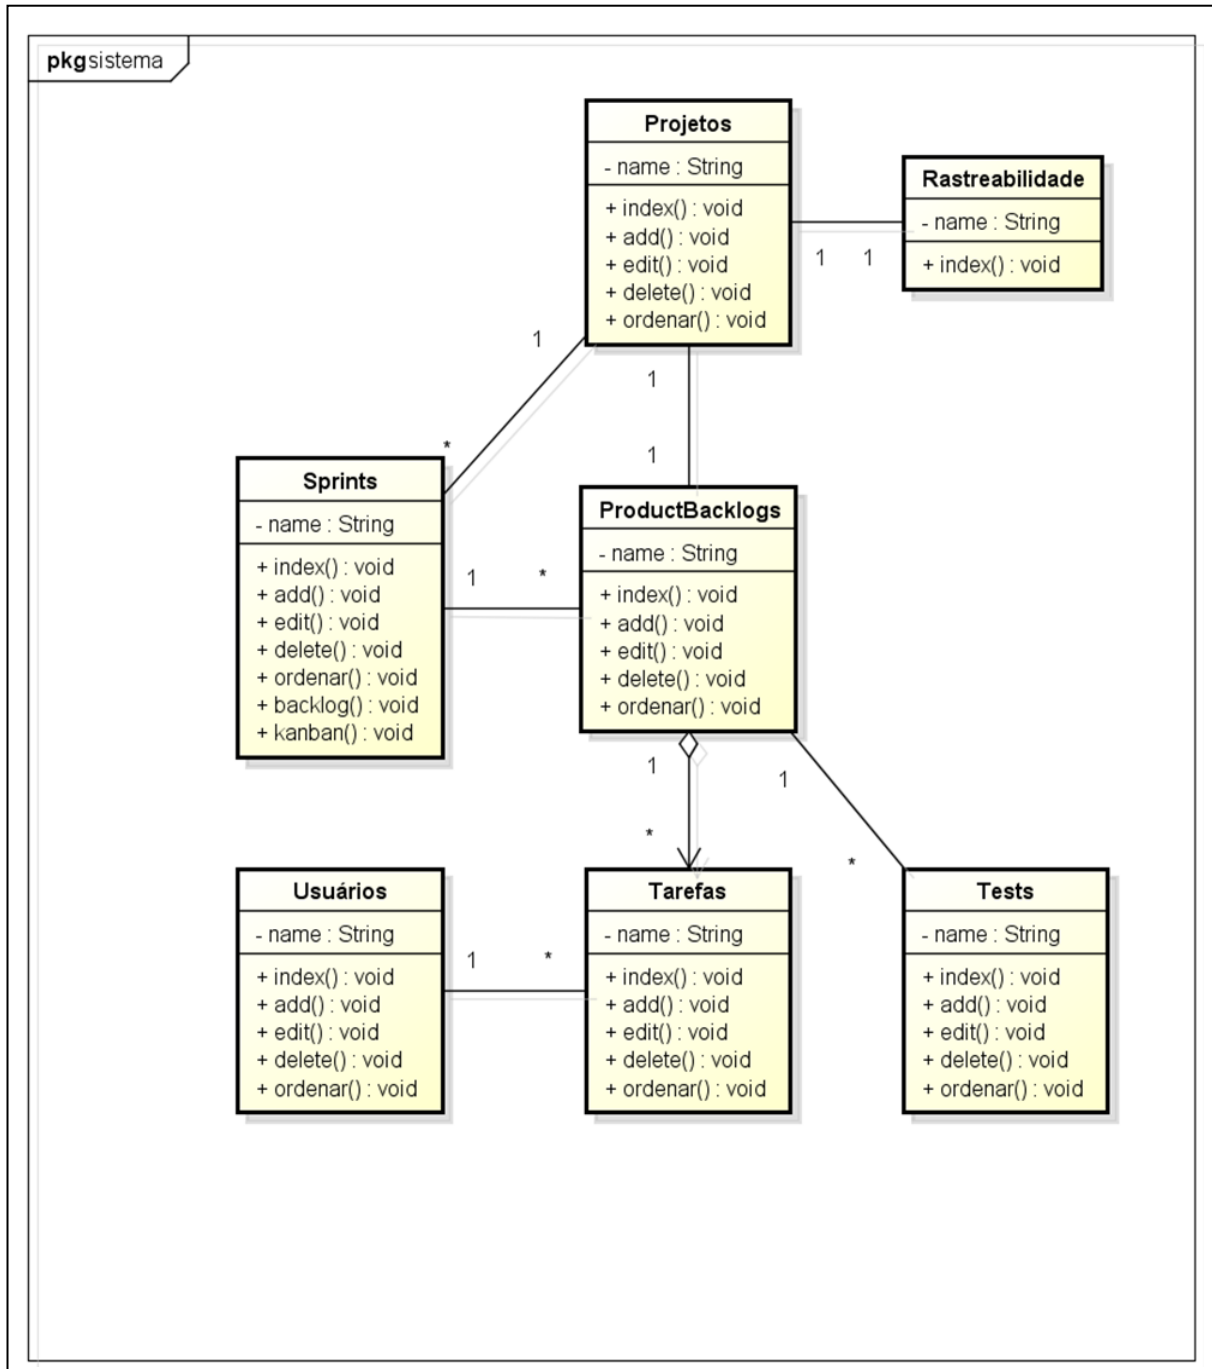 pkg sistema
Projetos
- name : String
+ index() : void
+ add() : void
+ edit() : void
+ delete() : void
+ ordenar() : void
Rastreabilidade
- name : String
+ index() : void
1 1
1
*
1
1
Sprints
- name : String
+ index() : void
+ add() : void
+ edit() : void
+ delete() : void
+ ordenar() : void
+ backlog() : void
+ kanban() : void
1 *
ProductBacklogs
- name : String
+ index() : void
+ add() : void
+ edit() : void
+ delete() : void
+ ordenar() : void
1
*
1
*
Usuários
- name : String
+ index() : void
+ add() : void
+ edit() : void
+ delete() : void
+ ordenar() : void
1 *
Tarefas
- name : String
+ index() : void
+ add() : void
+ edit() : void
+ delete() : void
+ ordenar() : void
Tests
- name : String
+ index() : void
+ add() : void
+ edit() : void
+ delete() : void
+ ordenar() : void